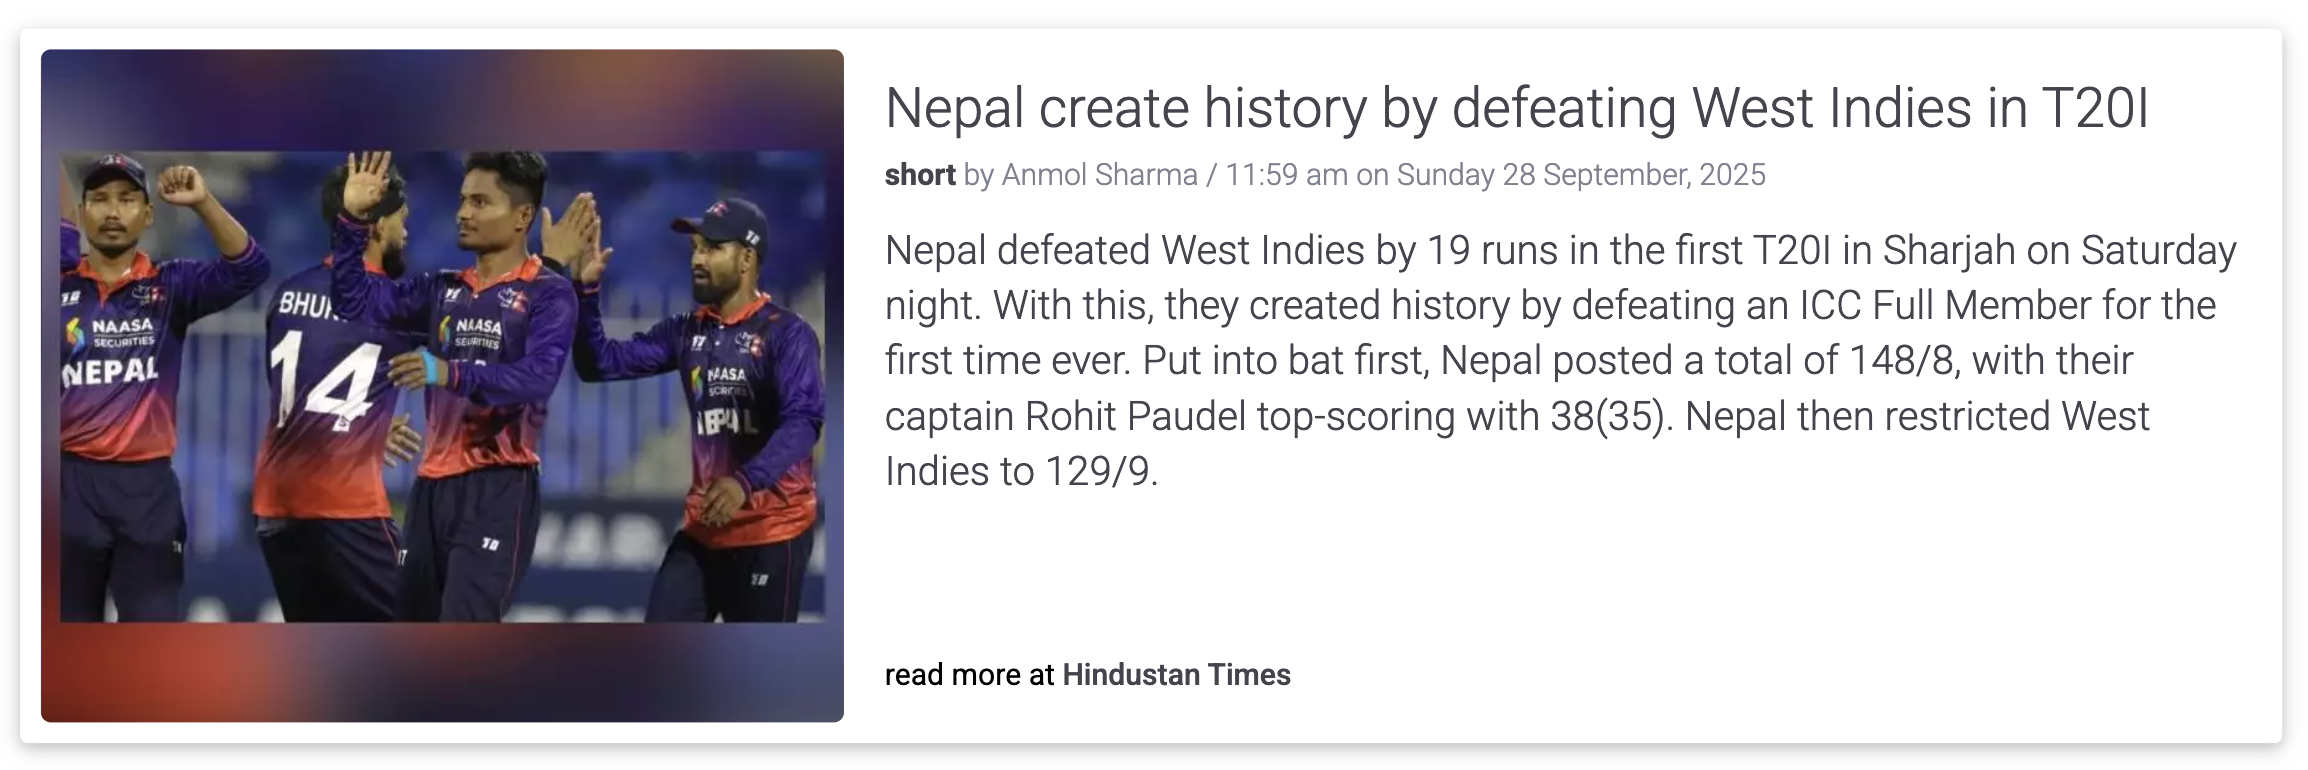 Nepal create history by defeating West Indies in T20I
short by Anmol Sharma / 11:59 am on Sunday 28 September, 2025
Nepal defeated West Indies by 19 runs in the first T20I in Sharjah on Saturday
night. With this, they created history by defeating an ICC Full Member for the
first time ever. Put into bat first, Nepal posted a total of 148/8, with their
captain Rohit Paudel top-scoring with 38(35). Nepal then restricted West
Indies to 129/9.
read more at Hindustan Times
NAASA
SECURITIES
NEPAL
BHUR
14
NAASA
SECURITIES
NAASA
NEPAL